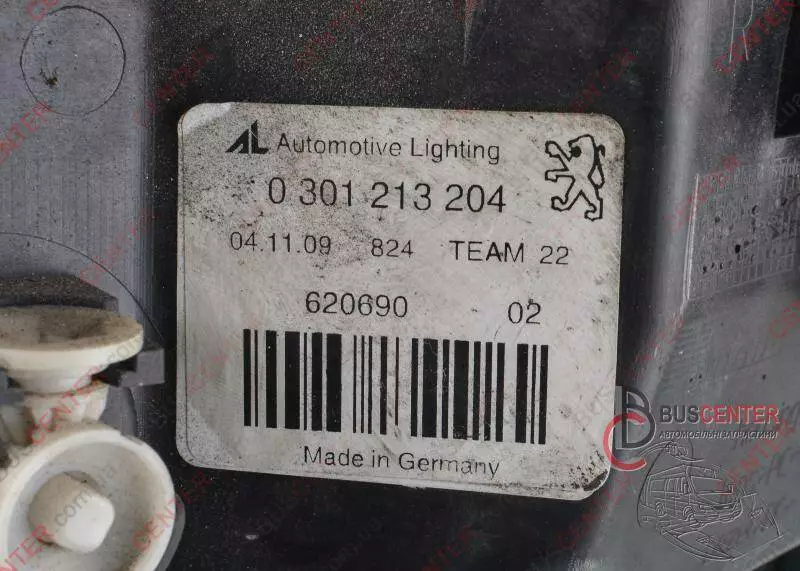 AL Automotive Lighting
0 301 213 204
04.11.09 824 TEAM 22
620690 02
Made in Germany
BUSCENTER
АВТОМОБІЛЬНІ ЗАПЧАСТИНИ